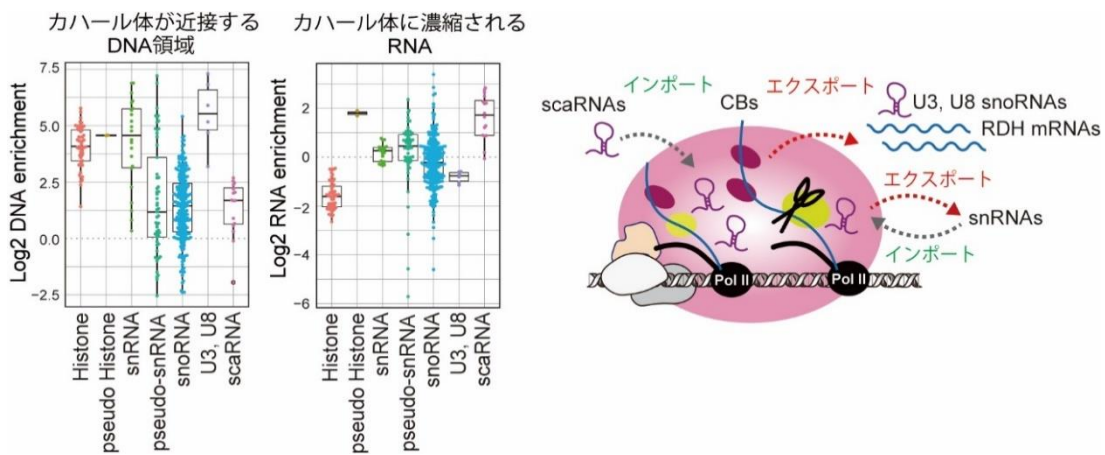 カハール体が近接する
DNA領域
Log2 DNA enrichment
7.5
5.0
2.5
0.0
−2.5
Histone
pseudo Histone
snRNA
pseudo-snRNA
snoRNA
U3, U8
scaRNA
カハール体に濃縮される
RNA
Log2 RNA enrichment
2
0
−2
−4
−6
Histone
pseudo Histone
snRNA
pseudo-snRNA
snoRNA
U3, U8
scaRNA
インポート
scaRNAs
CBs
エクスポート
U3, U8 snoRNAs
RDH mRNAs
エクスポート
snRNAs
インポート
Pol II
Pol II